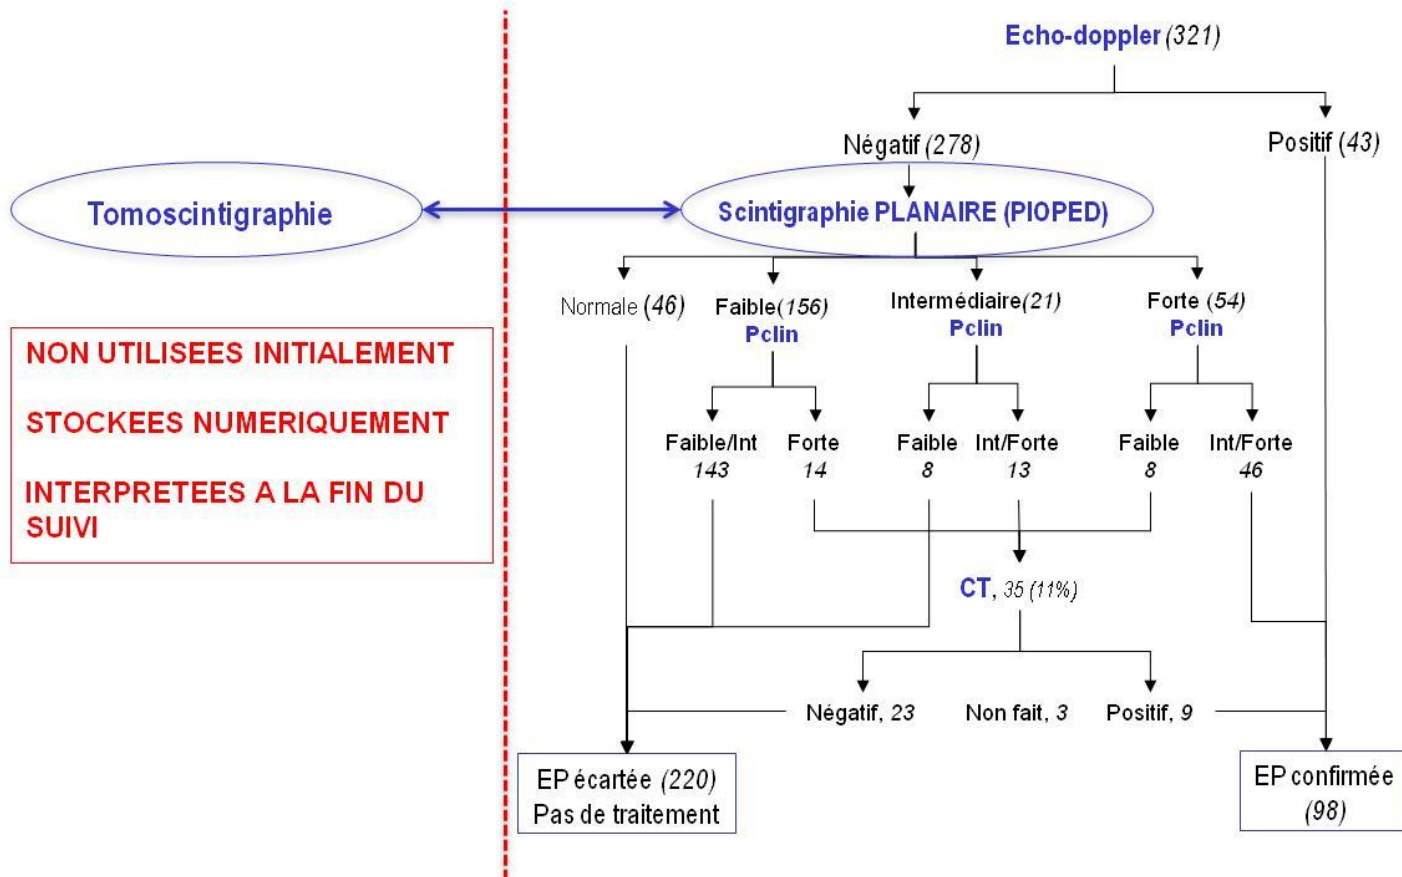 Echo-doppler (321)
Négatif (278)
Positif (43)
Tomoscintigraphie
Scintigraphie PLANAIRE (PIOPED)
Normale (46)
Faible(156)
Pclin
Intermédiaire(21)
Pclin
Forte (54)
Pclin
NON UTILISEES INITIALEMENT
STOCKEES NUMERIQUEMENT
INTERPRETEES A LA FIN DU
SUIVI
Faible/Int
143
Forte
14
Faible
8
Int/Forte
13
Faible
8
Int/Forte
46
CT, 35 (11%)
Négatif, 23
Non fait, 3
Positif, 9
EP écartée (220)
Pas de traitement
EP confirmée
(98)